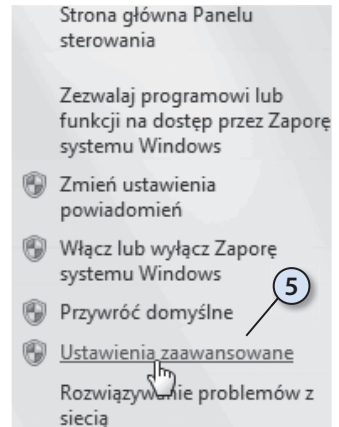 Strona główna Panelu
sterowania
Zezwalaj programowi lub
funkcji na dostęp przez Zaporę
systemu Windows
Zmień ustawienia
powiadomień
Włącz lub wyłącz Zaporę
systemu Windows
5
Przywróć domyślne
Ustawienia zaawansowane
Rozwiązywanie problemów z
siecią